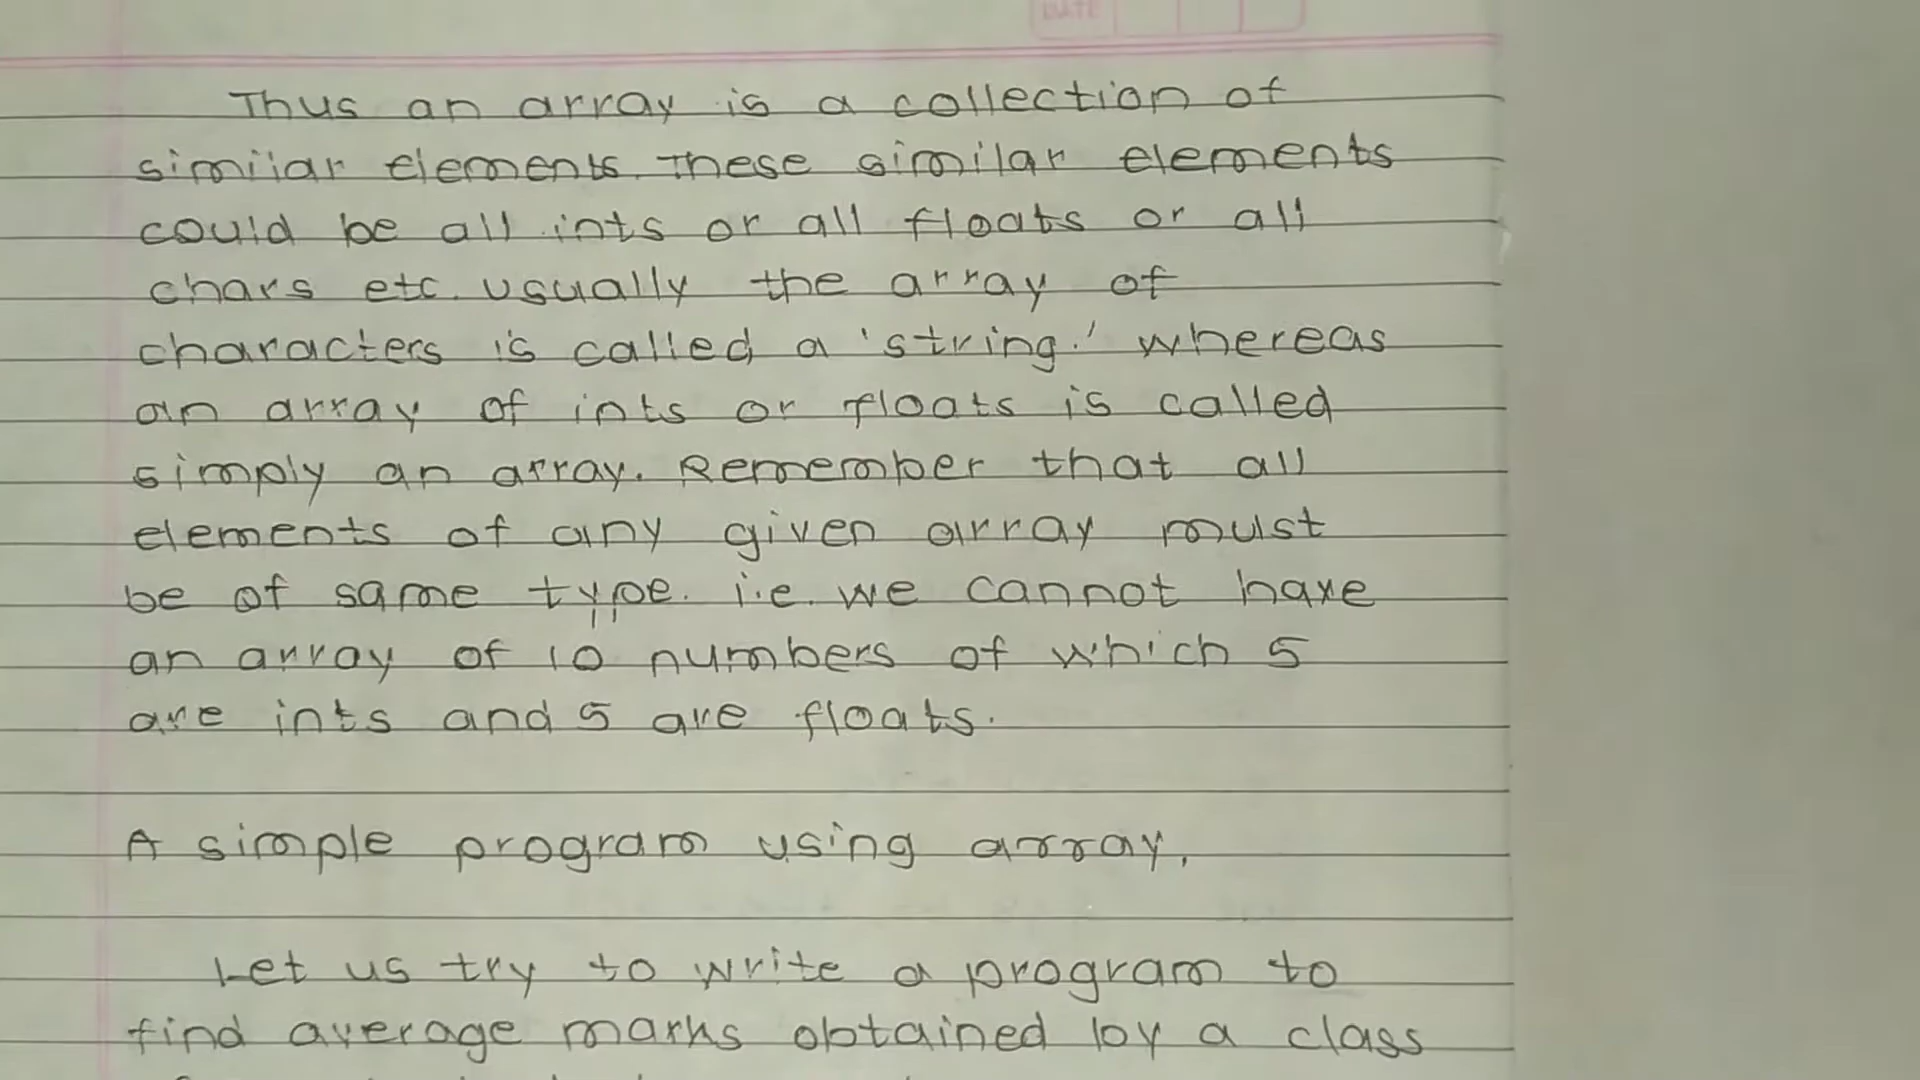 DATE
Thus an array is a collection of
similar elements. These similar elements
could be all ints or all floats or all
chars etc. usually the array of
characters is called a 'string.' whereas
an array of ints or floats is called
simply an array. Remember that all
elements of any given array must
be of same type. i.e. we cannot have
an array of 10 numbers of which 5
are ints and 5 are floats.
A simple program using array.
Let us try to write a program to
find average marks obtained by a class